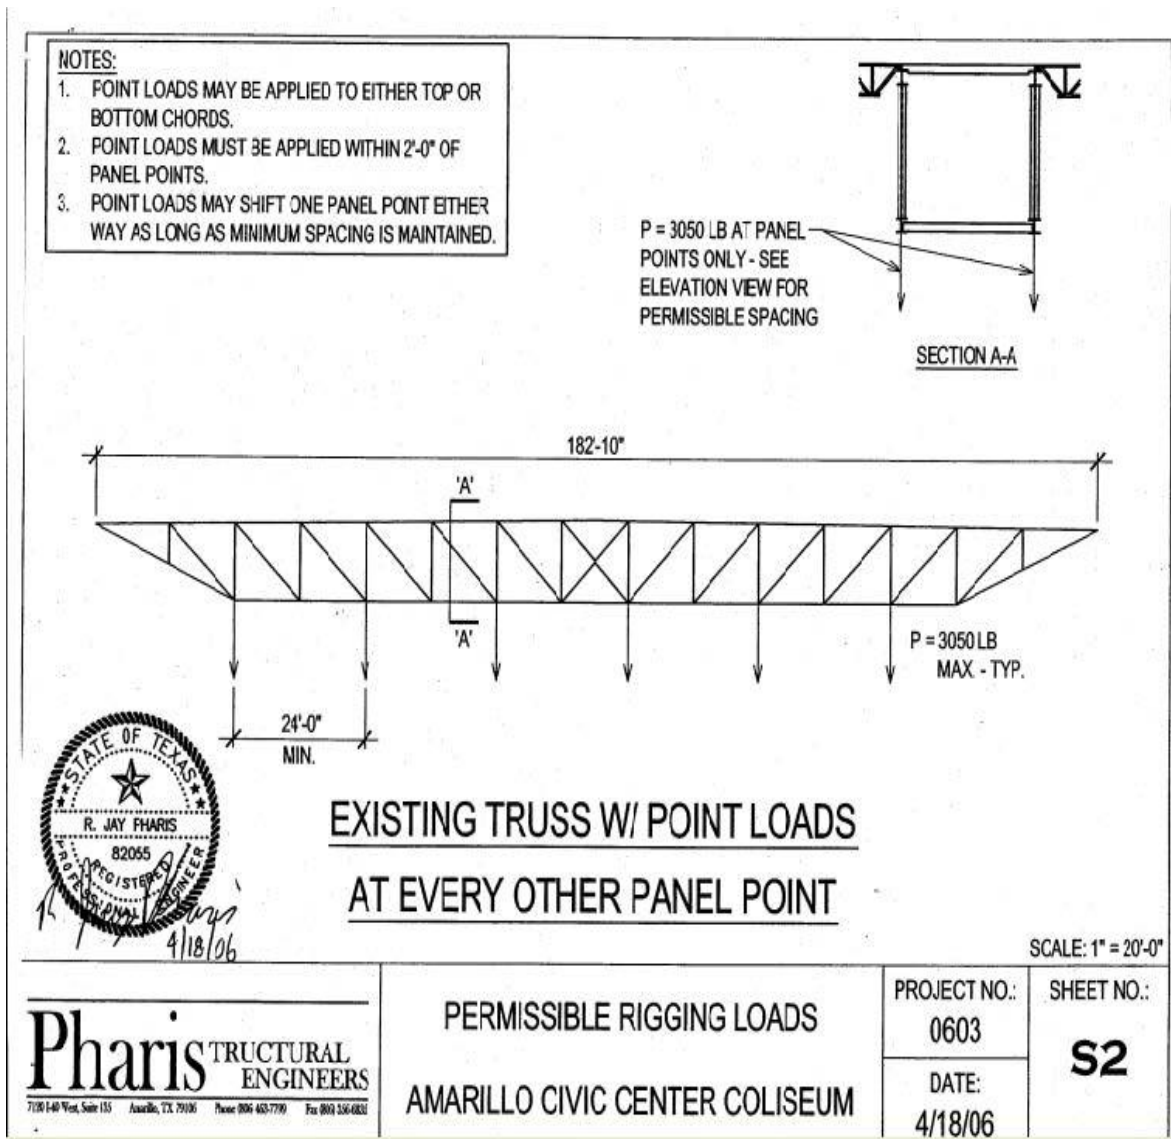 NOTES:
1. POINT LOADS MAY BE APPLIED TO EITHER TOP OR
BOTTOM CHORDS.
2. POINT LOADS MUST BE APPLIED WITHIN 2'-0" OF
PANEL POINTS.
3. POINT LOADS MAY SHIFT ONE PANEL POINT EITHER
WAY AS LONG AS MINIMUM SPACING IS MAINTAINED.
P = 3050 LB AT PANEL
POINTS ONLY - SEE
ELEVATION VIEW FOR
PERMISSIBLE SPACING
SECTION A-A
182'-10"
'A'
'A'
P = 3050 LB
MAX. - TYP.
24'-0"
MIN.
STATE OF TEXAS
R. JAY PHARIS
82055
REGISTERED
PROFESSIONAL ENGINEER
4/18/06
EXISTING TRUSS W/ POINT LOADS
AT EVERY OTHER PANEL POINT
SCALE: 1" = 20'-0"
Pharis STRUCTURAL
ENGINEERS
Suite 135 Amarillo, TX 79106
PERMISSIBLE RIGGING LOADS
AMARILLO CIVIC CENTER COLISEUM
PROJECT NO.:
0603
DATE:
4/18/06
SHEET NO.:
S2